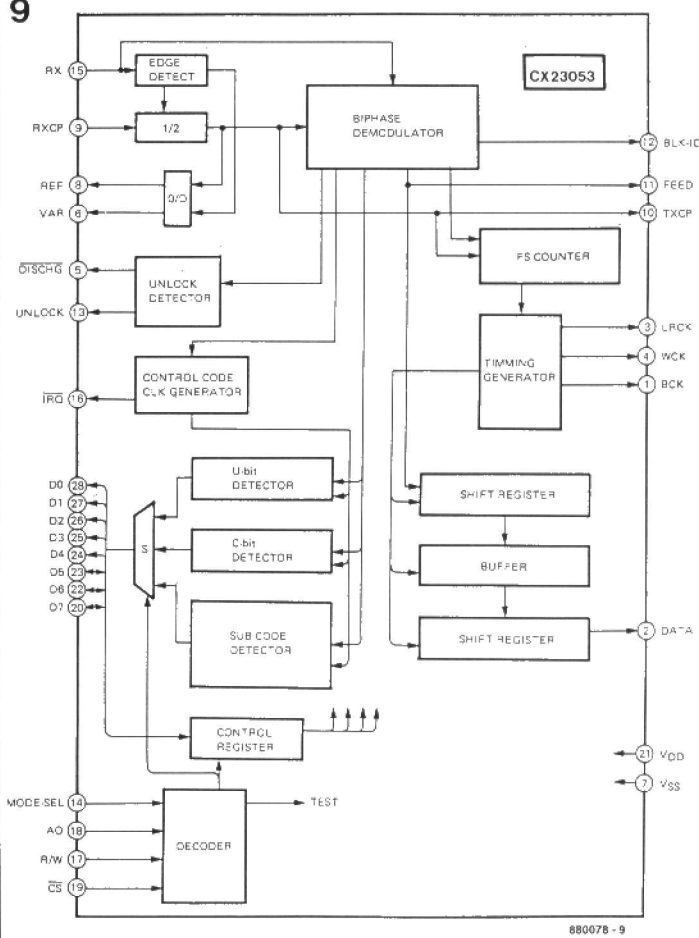 9
CX23053
RX 15
EDGE
DETECT
RXCP 9
1/2
BIPHASE
DEMODULATOR
12 BLK-ID
REF 8
VAR 6
11 FEED
10 TXCP
DISCHG 5
UNLOCK 13
UNLOCK
DETECTOR
FS COUNTER
TIMMING
GENERATOR
3 LRCK
4 WCK
1 BCK
IRQ 16
CONTROL CODE
CLK GENERATOR
D0 28
D1 27
D2 26
D3 25
D4 24
D5 23
D6 22
D7 20
S
U-bit
DETECTOR
C-bit
DETECTOR
SUB CODE
DETECTOR
SHIFT REGISTER
BUFFER
SHIFT REGISTER
2 DATA
CONTROL
REGISTER
21 VDD
7 VSS
MODE-SEL 14
A0 18
R/W 17
CS 19
DECODER
TEST
880078 - 9